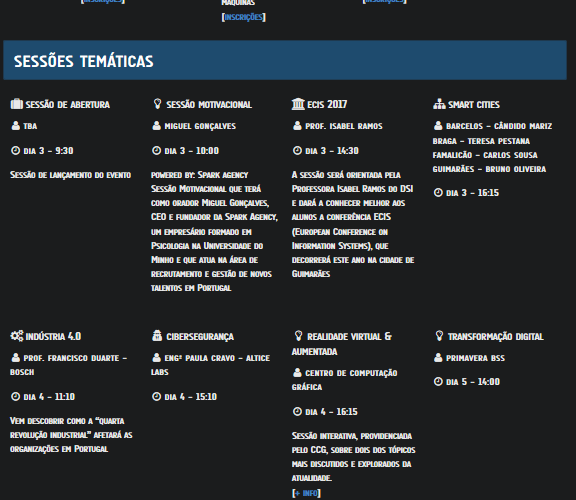 [INSCRIÇÕES]
MÁQUINAS
[INSCRIÇÕES]
[INSCRIÇÕES]
SESSÕES TEMÁTICAS
SESSÃO DE ABERTURA
TBA
DIA 3 - 9:30
SESSÃO DE LANÇAMENTO DO EVENTO
SESSÃO MOTIVACIONAL
MIGUEL GONÇALVES
DIA 3 - 10:00
POWERED BY: SPARK AGENCY
SESSÃO MOTIVACIONAL QUE TERÁ
COMO ORADOR MIGUEL GONÇALVES,
CEO E FUNDADOR DA SPARK AGENCY,
UM EMPRESÁRIO FORMADO EM
PSICOLOGIA NA UNIVERSIDADE DO
MINHO E QUE ATUA NA ÁREA DE
RECRUTAMENTO E GESTÃO DE NOVOS
TALENTOS EM PORTUGAL
ECIS 2017
PROF. ISABEL RAMOS
DIA 3 - 14:30
A SESSÃO SERÁ ORIENTADA PELA
PROFESSORA ISABEL RAMOS DO DSI
E DARÁ A CONHECER MELHOR AOS
ALUNOS A CONFERÊNCIA ECIS
(EUROPEAN CONFERENCE ON
INFORMATION SYSTEMS), QUE
DECORRERÁ ESTE ANO NA CIDADE DE
GUIMARÃES
SMART CITIES
BARCELOS - CÂNDIDO MARIZ
BRAGA - TERESA PESTANA
FAMALICÃO - CARLOS SOUSA
GUIMARÃES - BRUNO OLIVEIRA
DIA 3 - 16:15
INDÚSTRIA 4.0
PROF. FRANCISCO DUARTE -
BOSCH
DIA 4 - 11:10
VEM DESCOBRIR COMO A "QUARTA
REVOLUÇÃO INDUSTRIAL" AFETARÁ AS
ORGANIZAÇÕES EM PORTUGAL
CIBERSEGURANÇA
ENGª PAULA CRAVO - ALTICE
LABS
DIA 4 - 15:10
REALIDADE VIRTUAL &
AUMENTADA
CENTRO DE COMPUTAÇÃO
GRÁFICA
DIA 4 - 16:15
SESSÃO INTERATIVA, PROVIDENCIADA
PELO CCG, SOBRE DOIS DOS TÓPICOS
MAIS DISCUTIDOS E EXPLORADOS DA
ATUALIDADE.
[+ INFO]
TRANSFORMAÇÃO DIGITAL
PRIMAVERA BSS
DIA 5 - 14:00